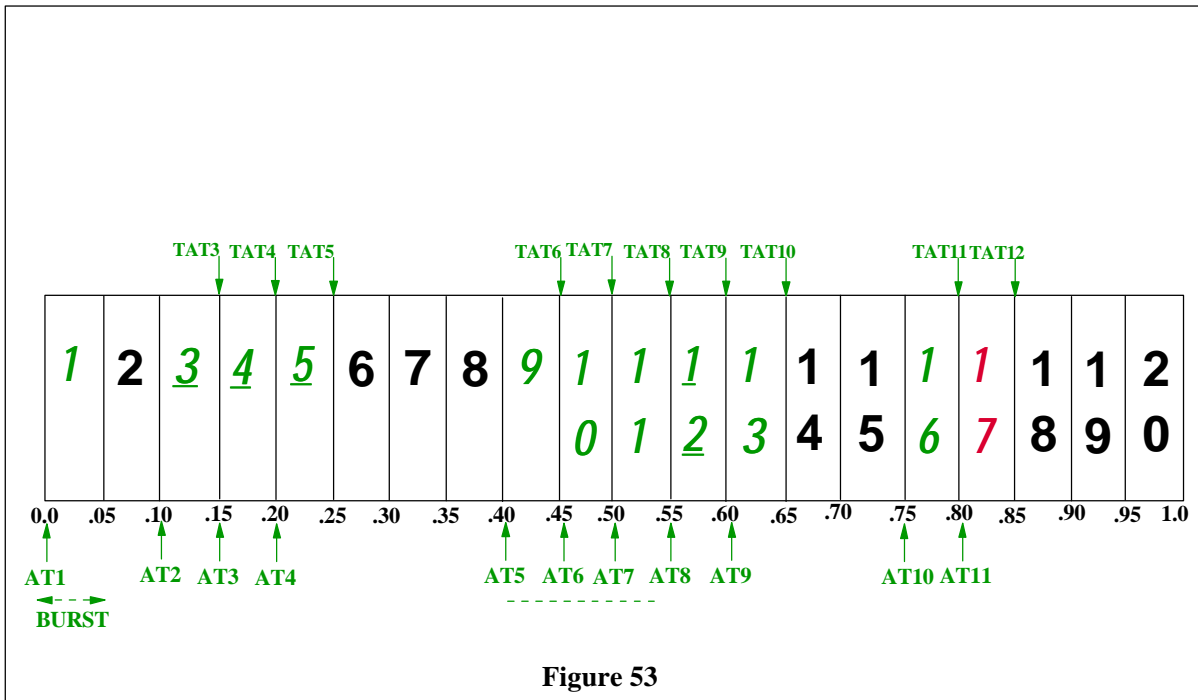 TAT3 TAT4 TAT5 TAT6 TAT7 TAT8 TAT9 TAT10 TAT11 TAT12
1 2 3 4 5 6 7 8 9 1 1 1 1 1 1 1 1 1 1 2
0 1 2 3 4 5 6 7 8 9 0
0.0 .05 .10 .15 .20 .25 .30 .35 .40 .45 .50 .55 .60 .65 .70 .75 .80 .85 .90 .95 1.0
AT1 AT2 AT3 AT4 AT5 AT6 AT7 AT8 AT9 AT10 AT11
BURST
Figure 53